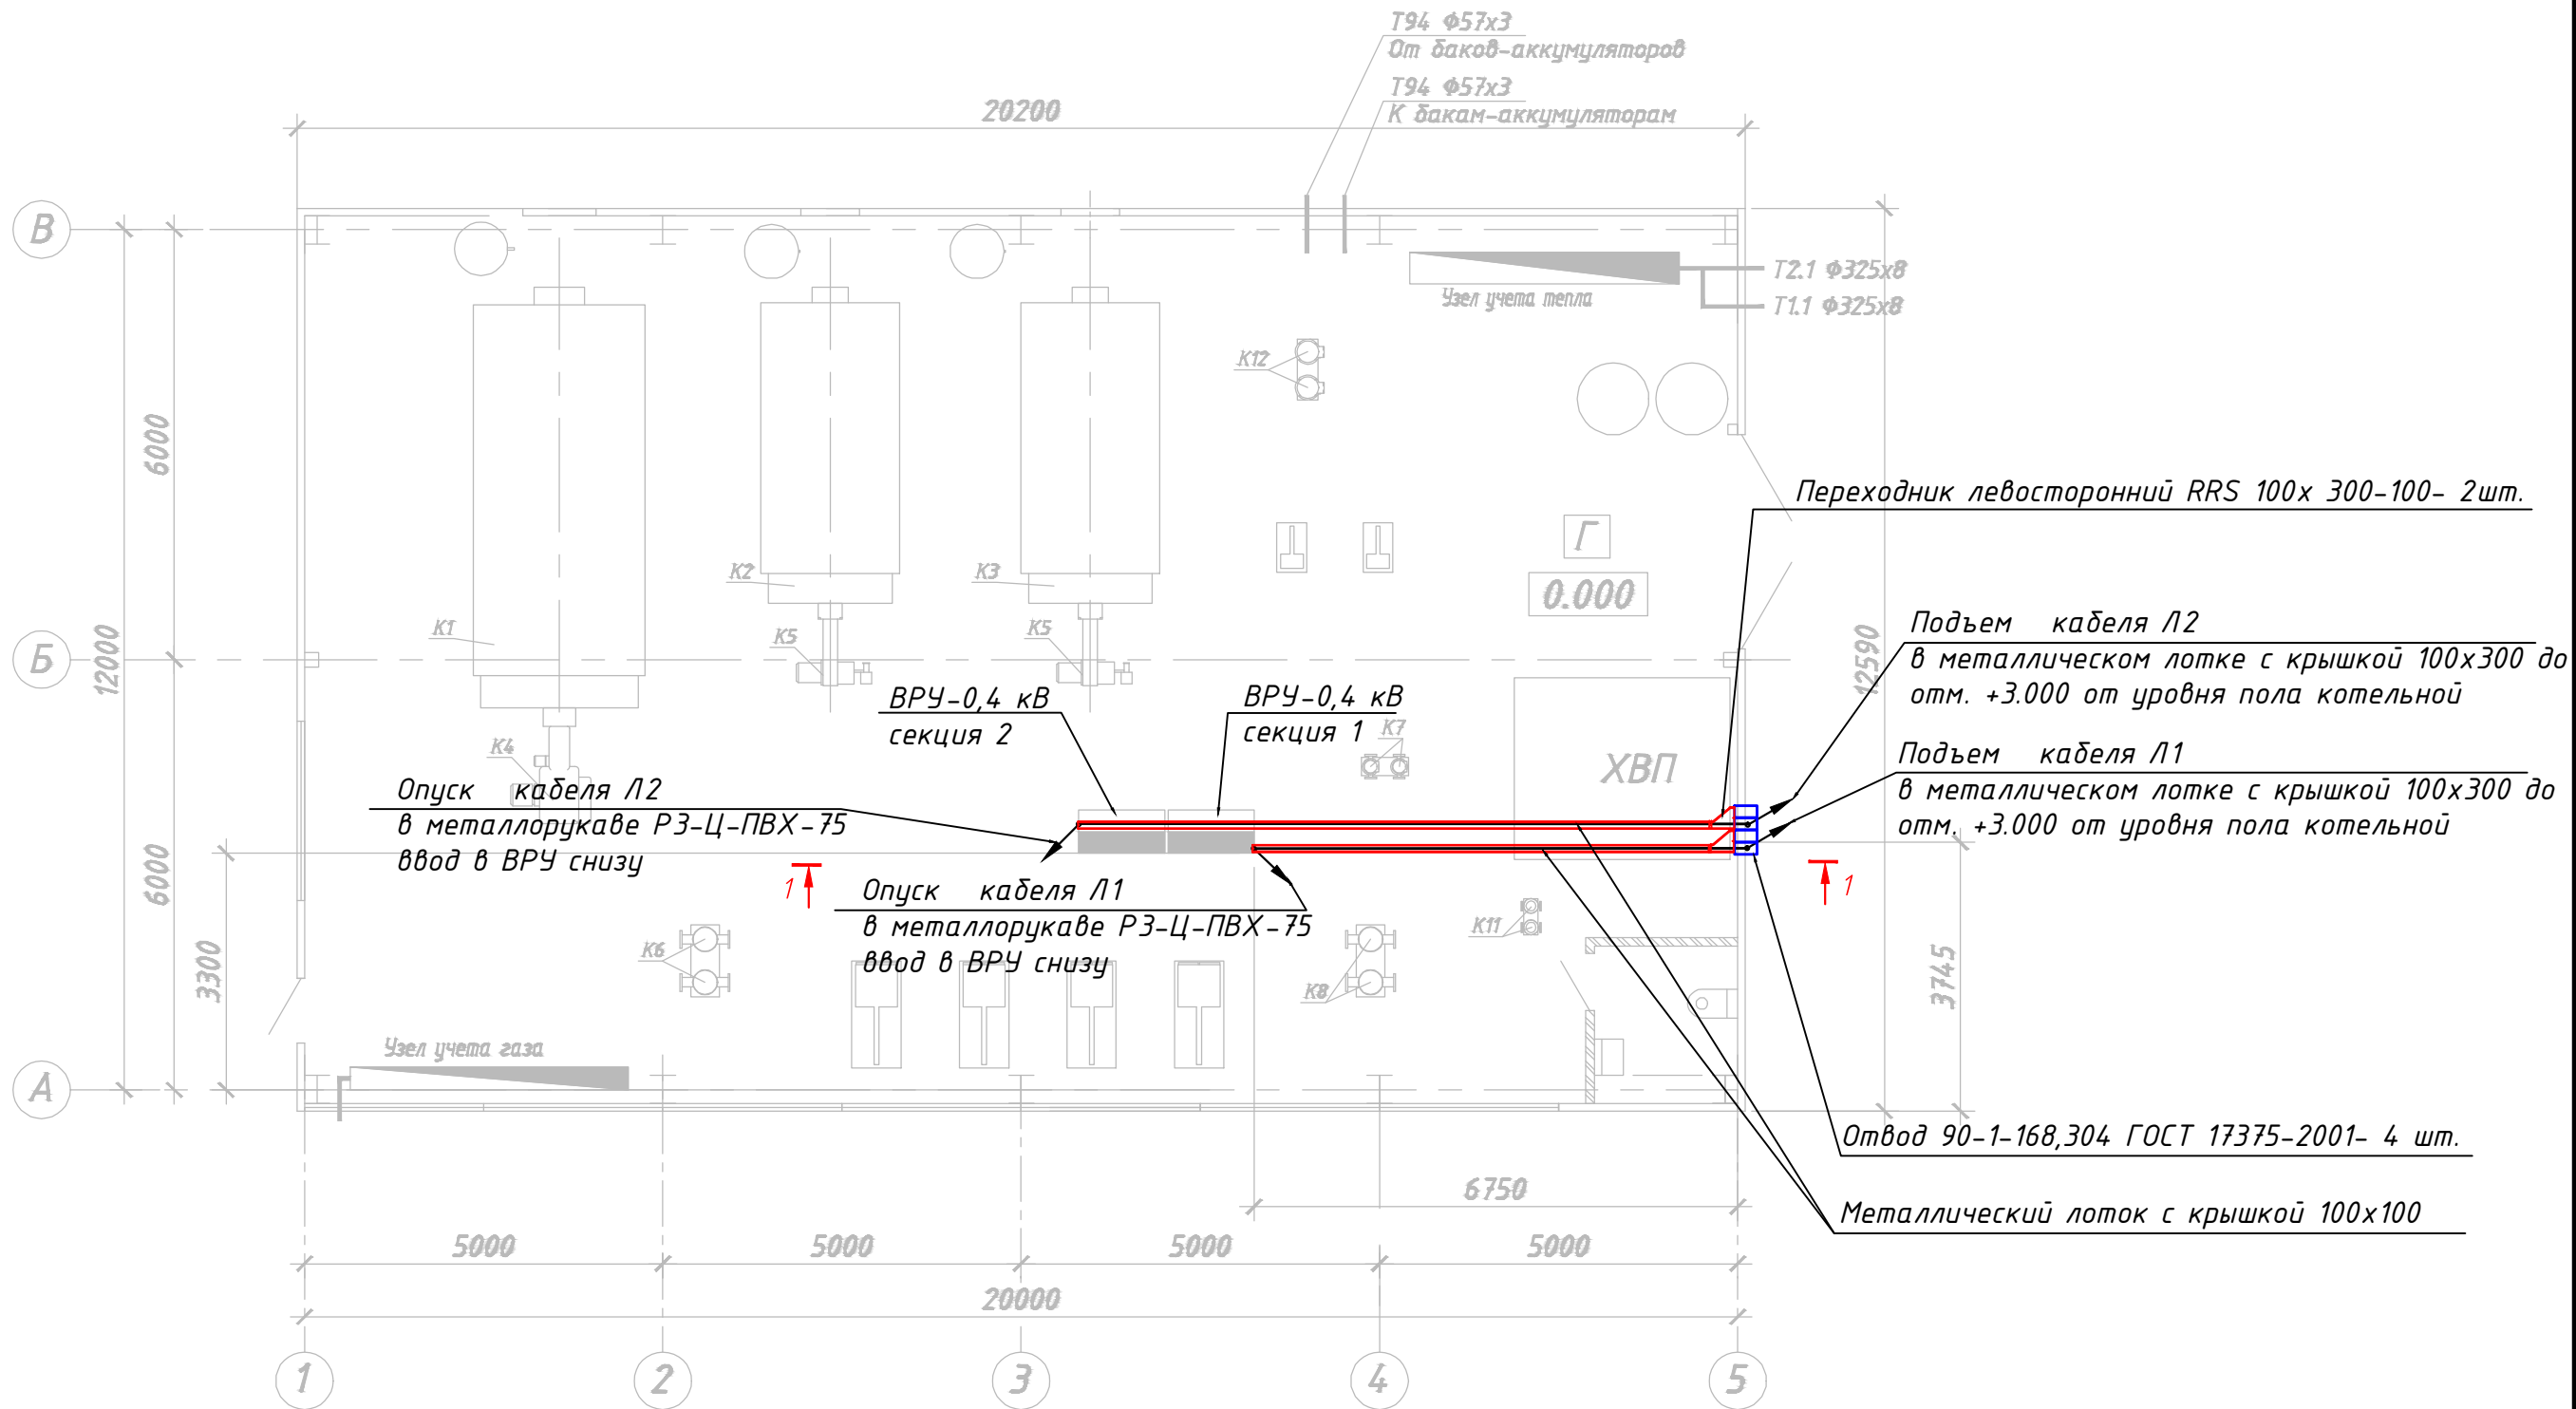 Т94 Ф57х3
От баков-аккумуляторов
Т94 Ф57х3
К бакам-аккумуляторам
20200
В
Т2.1 Ф325х8
Узел учета тепла
Т1.1 Ф325х8
К12
6000
Переходник левосторонний RRS 100х 300-100- 2шт.
Г
К2
К3
0.000
К1
К5
К5
Подъем кабеля Л2
в металлическом лотке с крышкой 100х300 до
отм. +3.000 от уровня пола котельной
Б
12000
12590
ВРУ-0,4 кВ
секция 2
ВРУ-0,4 кВ
секция 1
К7
К4
ХВП
Подъем кабеля Л1
в металлическом лотке с крышкой 100х300 до
отм. +3.000 от уровня пола котельной
Опуск кабеля Л2
в металлорукаве РЗ-Ц-ПВХ-75
ввод в ВРУ снизу
1
1
Опуск кабеля Л1
в металлорукаве РЗ-Ц-ПВХ-75
ввод в ВРУ снизу
6000
3300
К6
К8
К11
3745
Узел учета газа
А
Отвод 90-1-168,304 ГОСТ 17375-2001- 4 шт.
6750
Металлический лоток с крышкой 100х100
5000
5000
5000
5000
20000
1
2
3
4
5